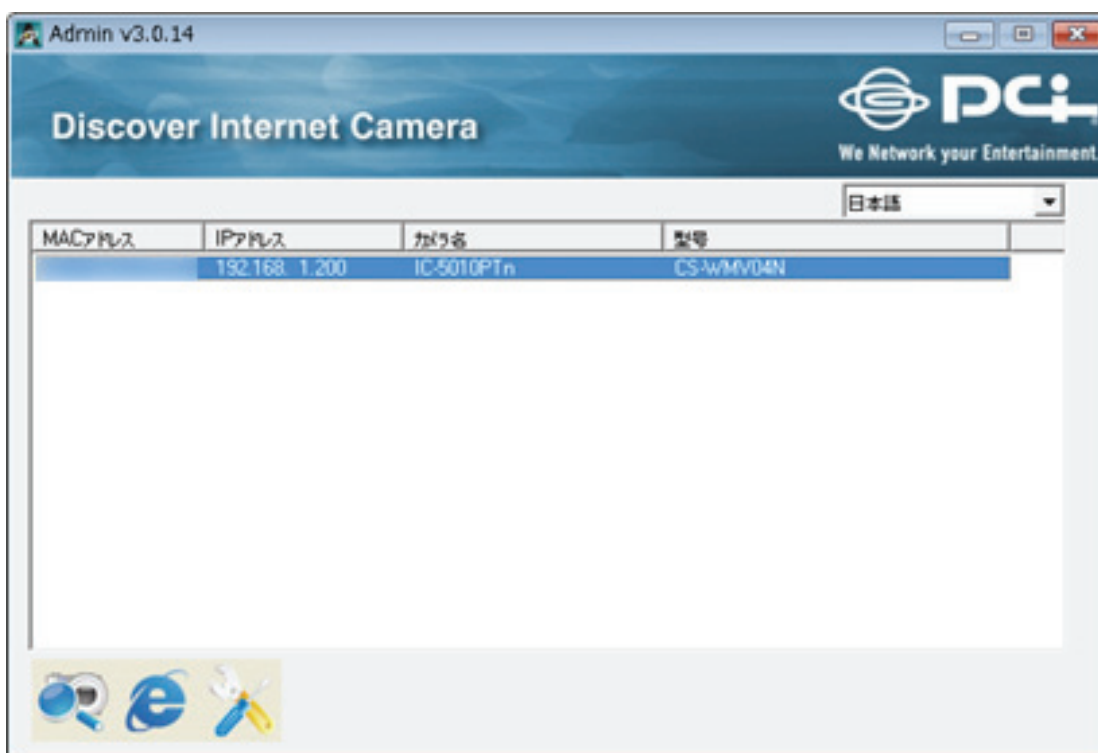 Admin v3.0.14
Discover Internet Camera
PCi
We Network your Entertainment.
日本語
MACアドレス IPアドレス カメラ名 型号
192.168. 1.200 IC-5010PTn CS-WMV04N